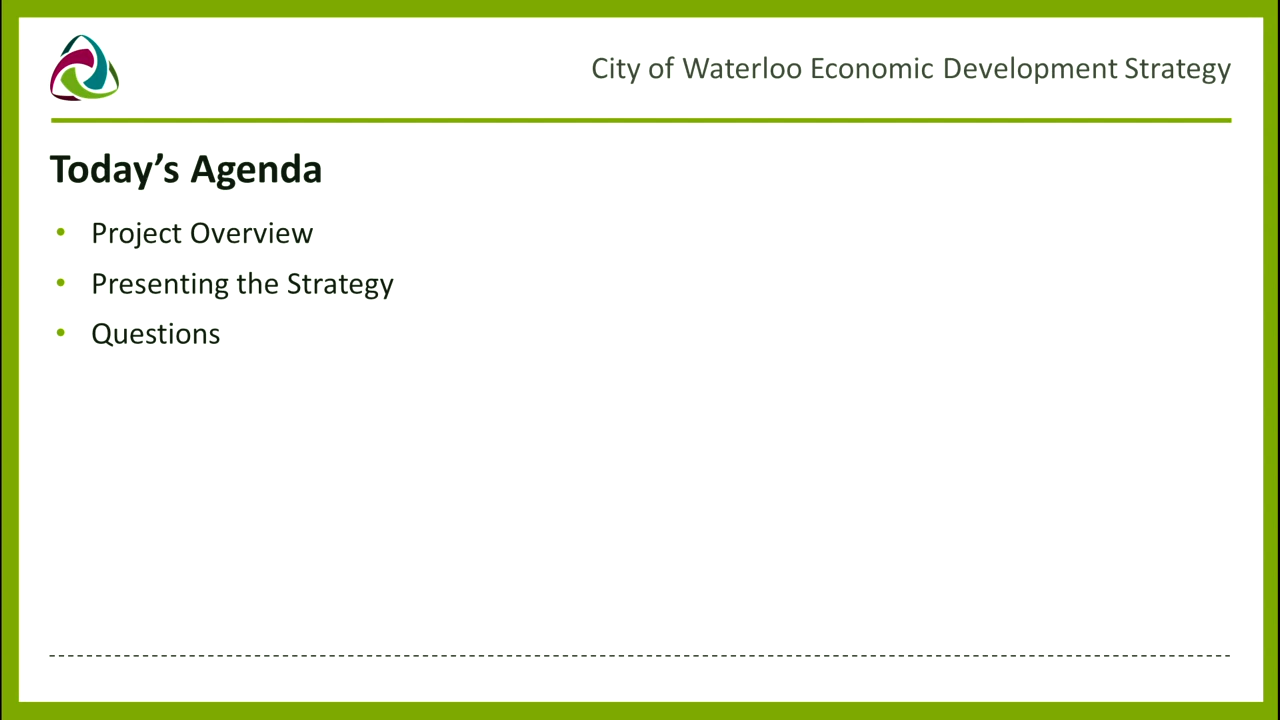 City of Waterloo Economic Development Strategy
Today’s Agenda
• Project Overview
• Presenting the Strategy
• Questions